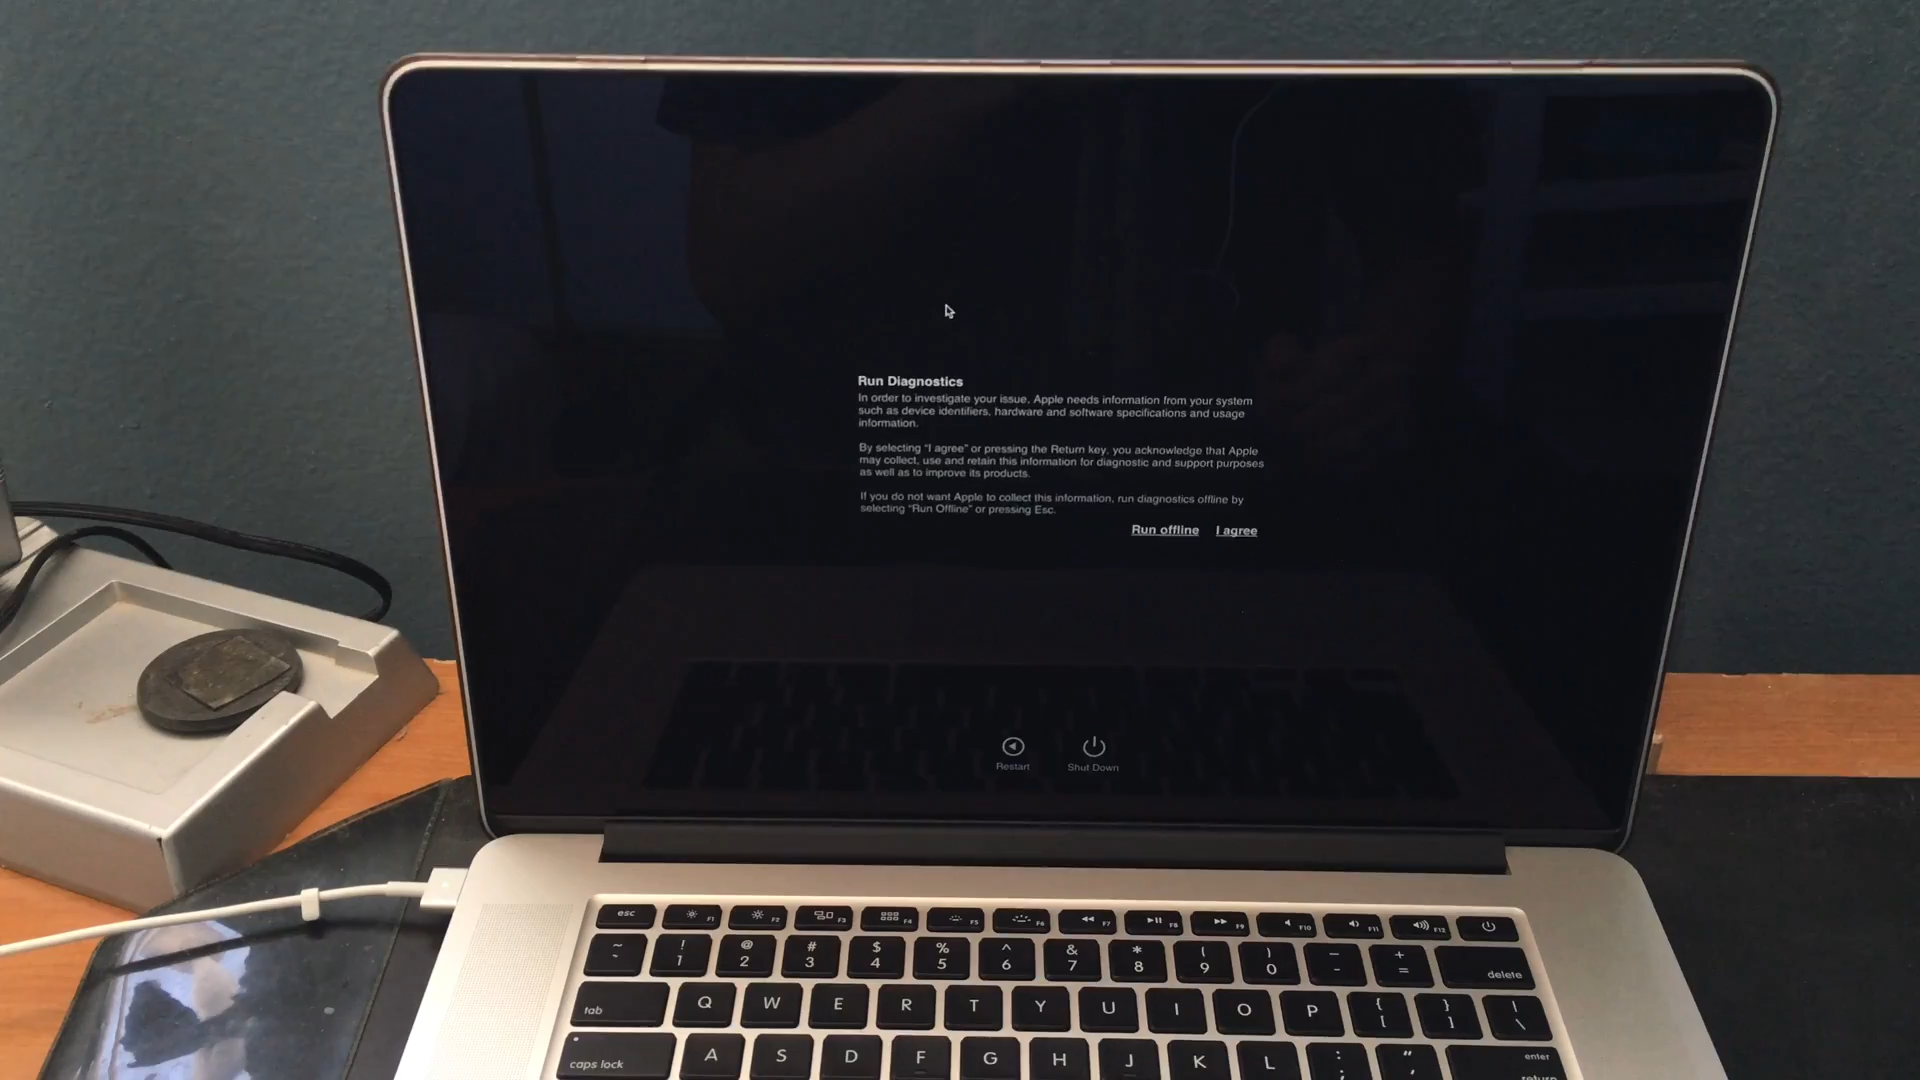 Run Diagnostics
In order to investigate your issue, Apple needs information from your system
such as device identifiers, hardware and software specifications and usage
information.
By selecting "I agree" or pressing the Return key, you acknowledge that Apple
may collect, use and retain this information for diagnostic and support purposes
as well as to improve its products.
If you do not want Apple to collect this information, run diagnostics offline by
selecting "Run Offline" or pressing Esc.
Run offline I agree
Restart Shut Down
esc F1 F2 F3 F4 F5 F6 F7 F8 F9 F10 F11 F12
~ ! @ # $ % ^ & * ( ) - +
` 1 2 3 4 5 6 7 8 9 0 - = delete
tab Q W E R T Y U I O P { [ } ] | \
caps lock A S D F G H J K L : ; " ' enter
return